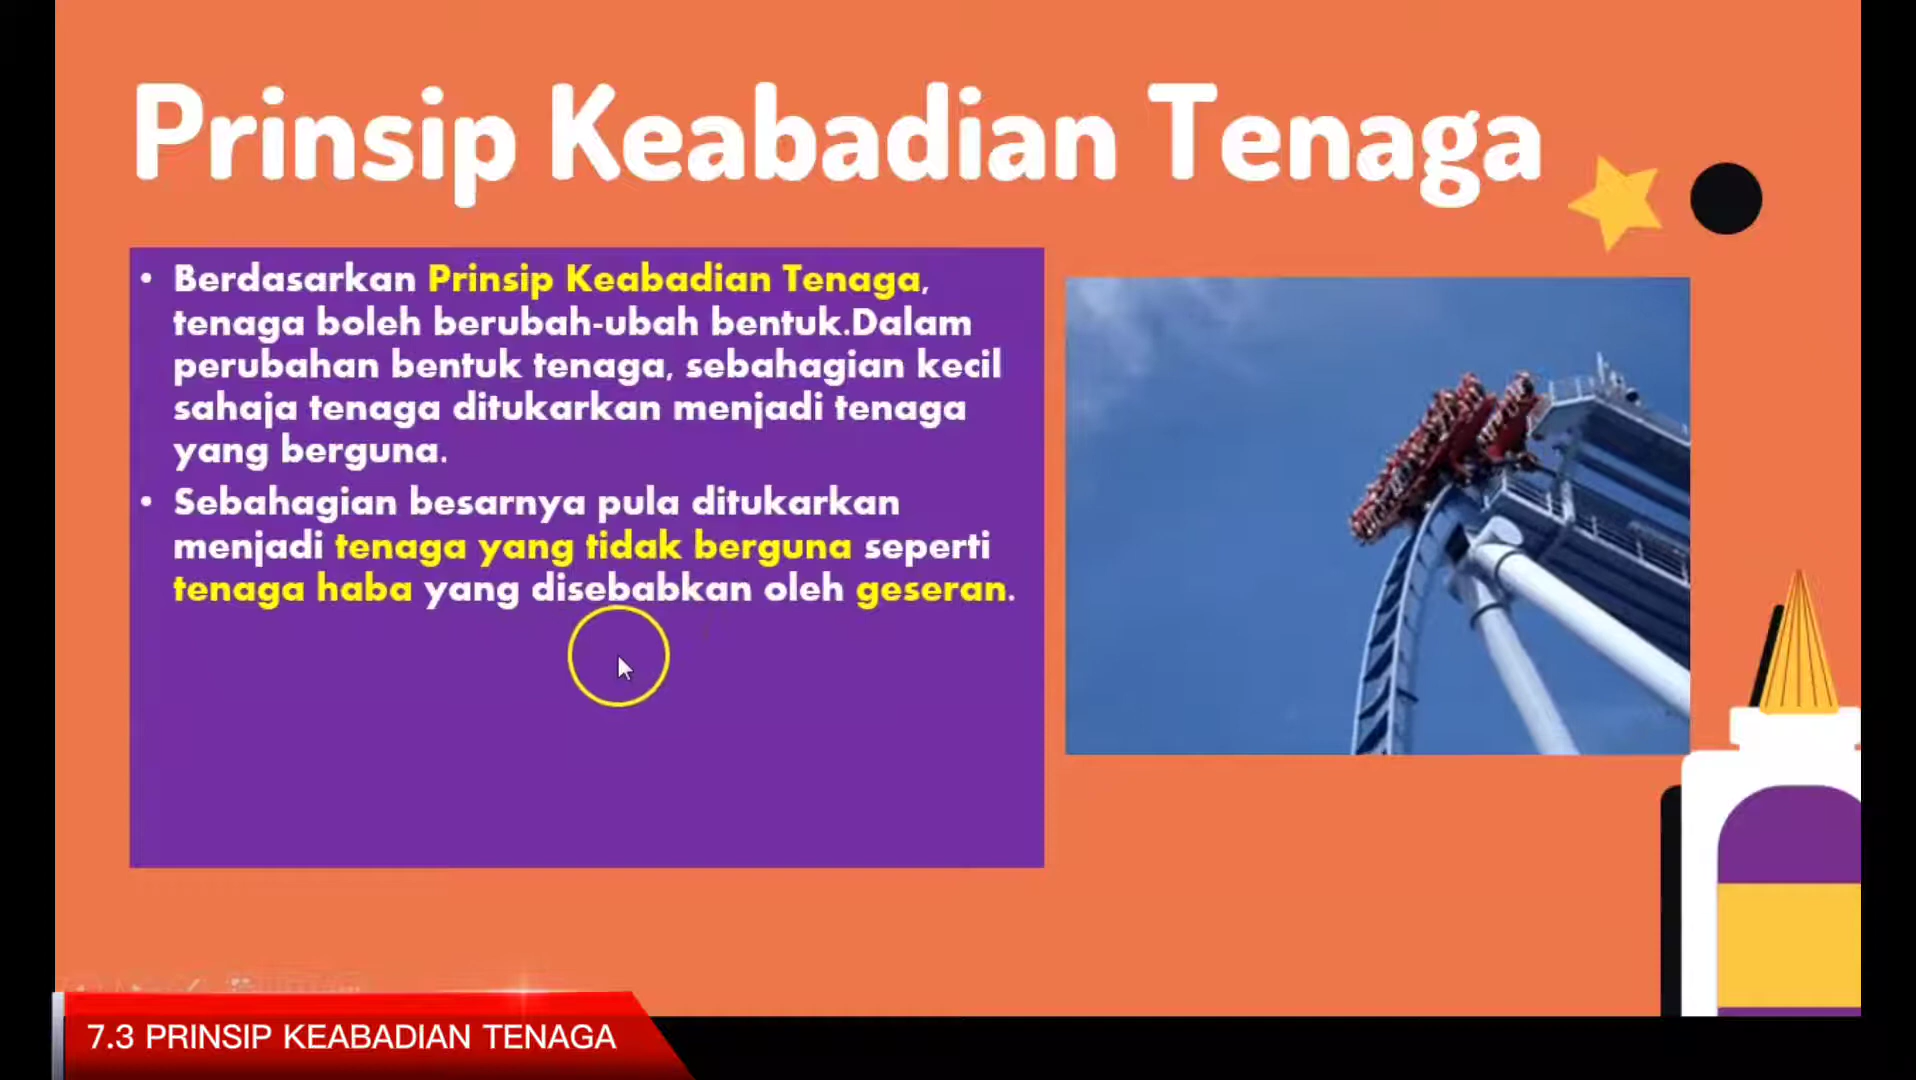 Prinsip Keabadian Tenaga
• Berdasarkan Prinsip Keabadian Tenaga,
tenaga boleh berubah-ubah bentuk.Dalam
perubahan bentuk tenaga, sebahagian kecil
sahaja tenaga ditukarkan menjadi tenaga
yang berguna.
• Sebahagian besarnya pula ditukarkan
menjadi tenaga yang tidak berguna seperti
tenaga haba yang disebabkan oleh geseran.
7.3 PRINSIP KEABADIAN TENAGA